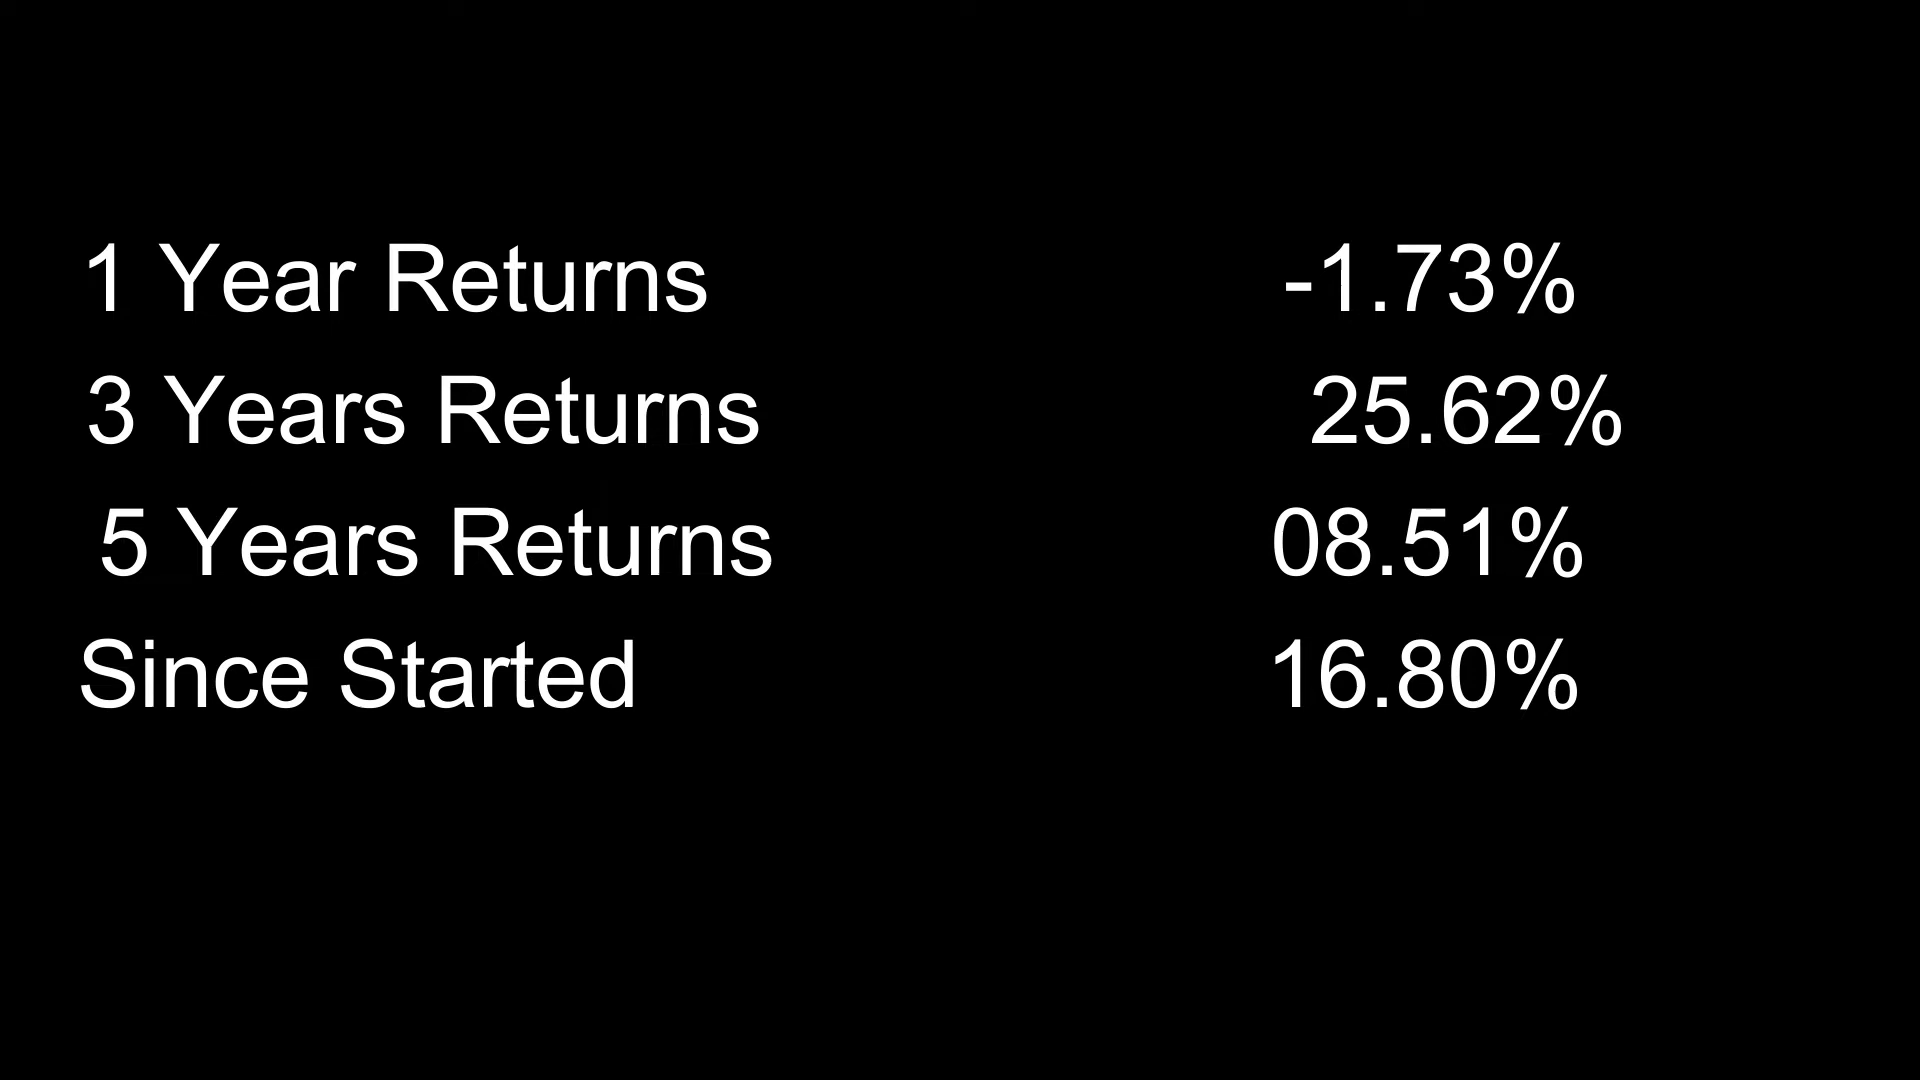 1 Year Returns -1.73%
3 Years Returns 25.62%
5 Years Returns 08.51%
Since Started 16.80%